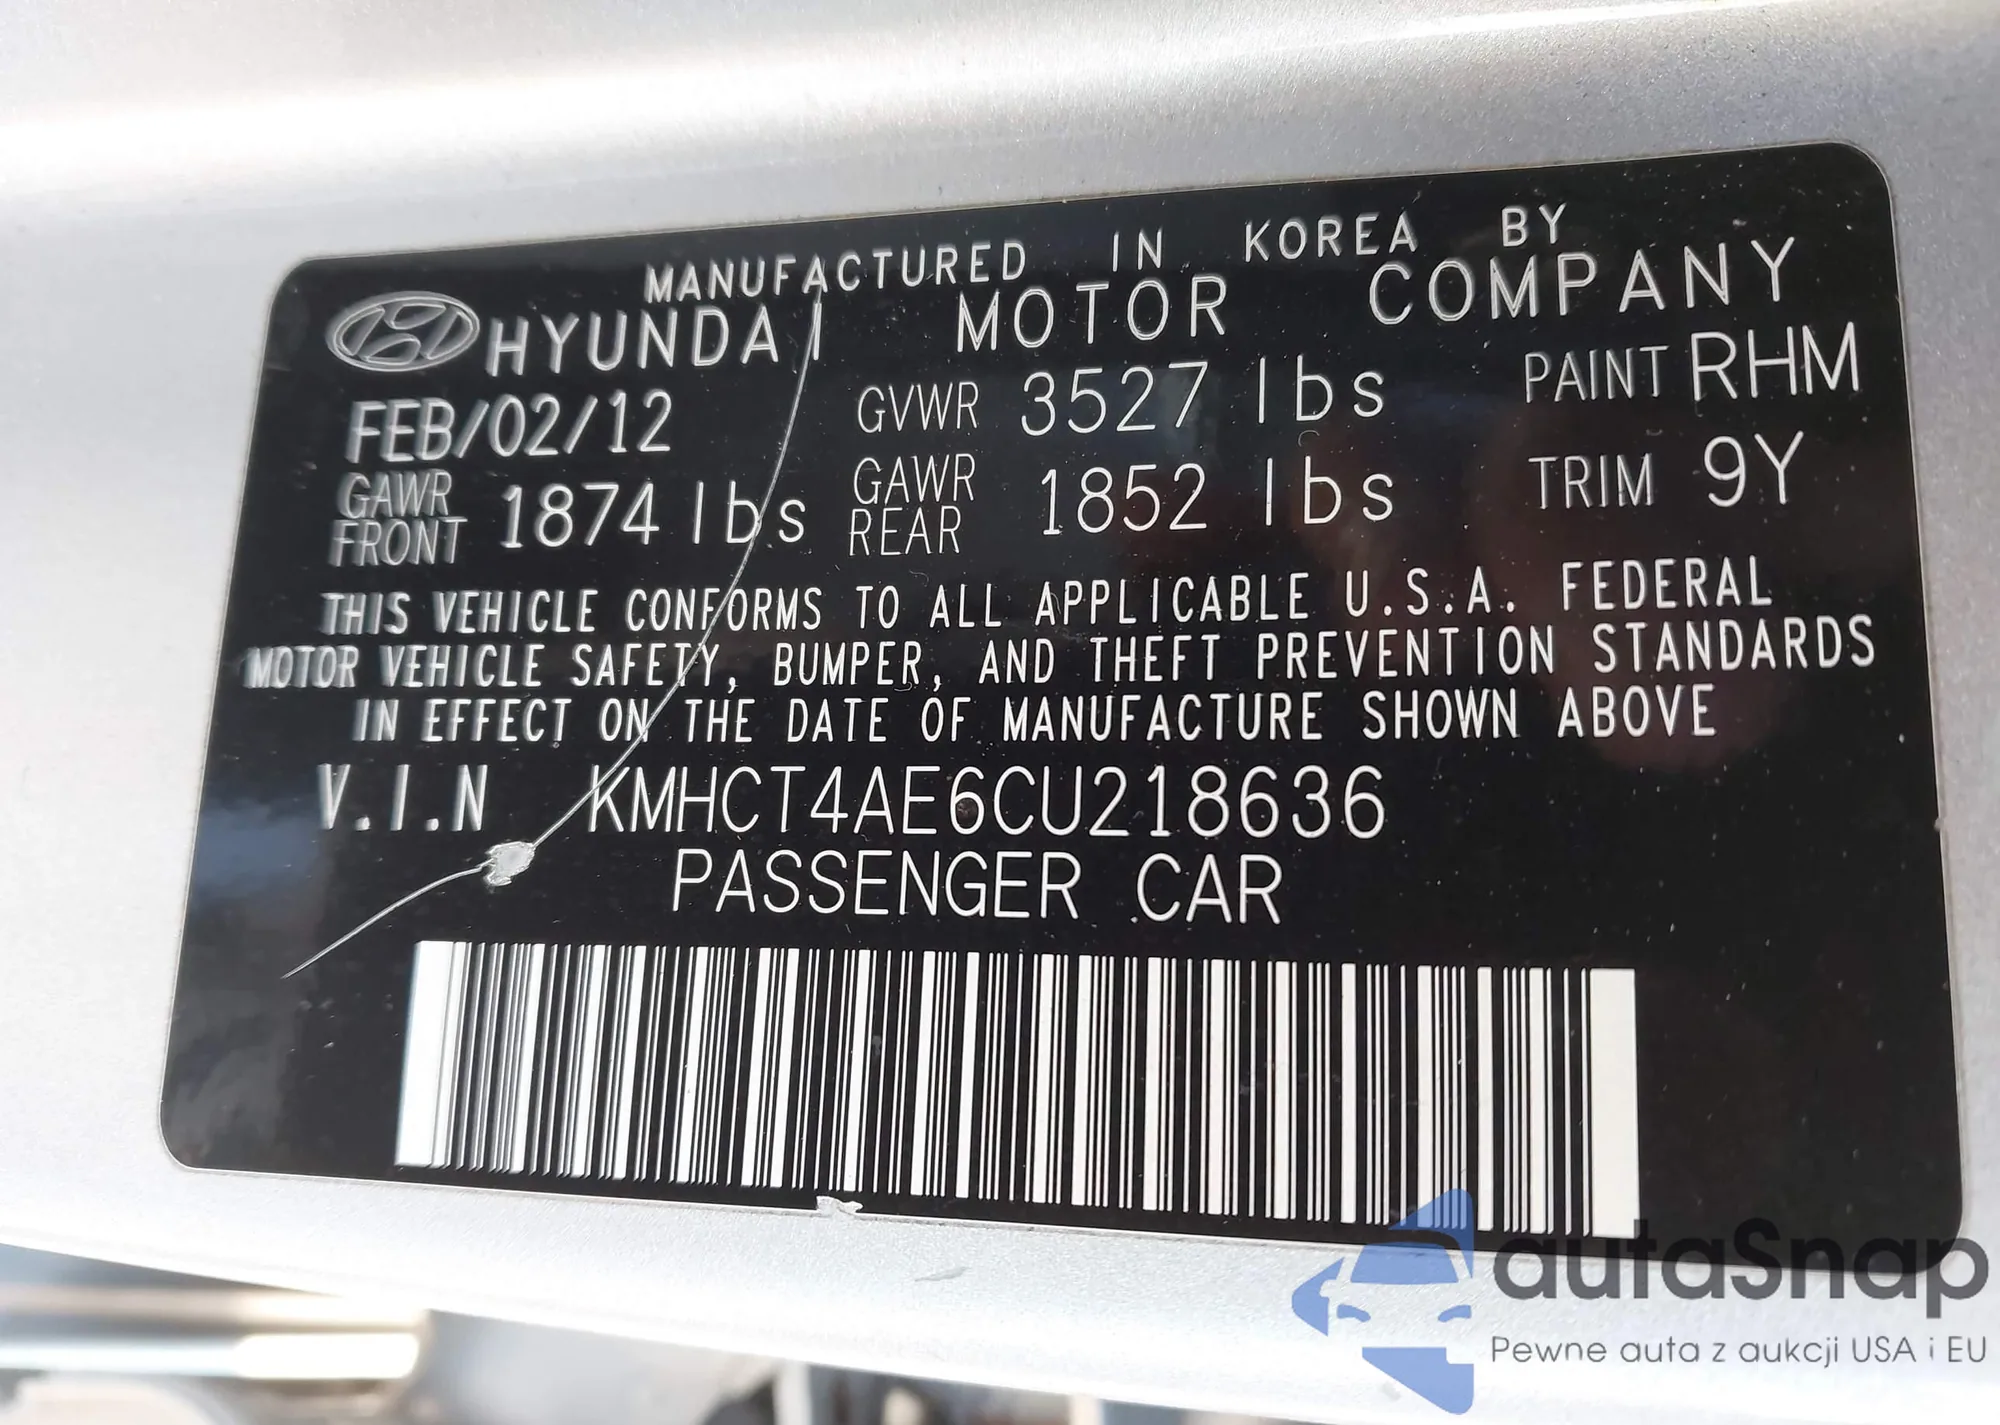 MANUFACTURED IN KOREA BY
HYUNDAI MOTOR COMPANY
FEB/02/12 GVWR 3527 lbs PAINT RHM
GAWR FRONT 1874 lbs GAWR REAR 1852 lbs TRIM 9Y
THIS VEHICLE CONFORMS TO ALL APPLICABLE U.S.A. FEDERAL
MOTOR VEHICLE SAFETY, BUMPER, AND THEFT PREVENTION STANDARDS
IN EFFECT ON THE DATE OF MANUFACTURE SHOWN ABOVE
V.I.N KMHCT4AE6CU218636
PASSENGER CAR
autaSnap
Pewne auta z aukcji USA i EU